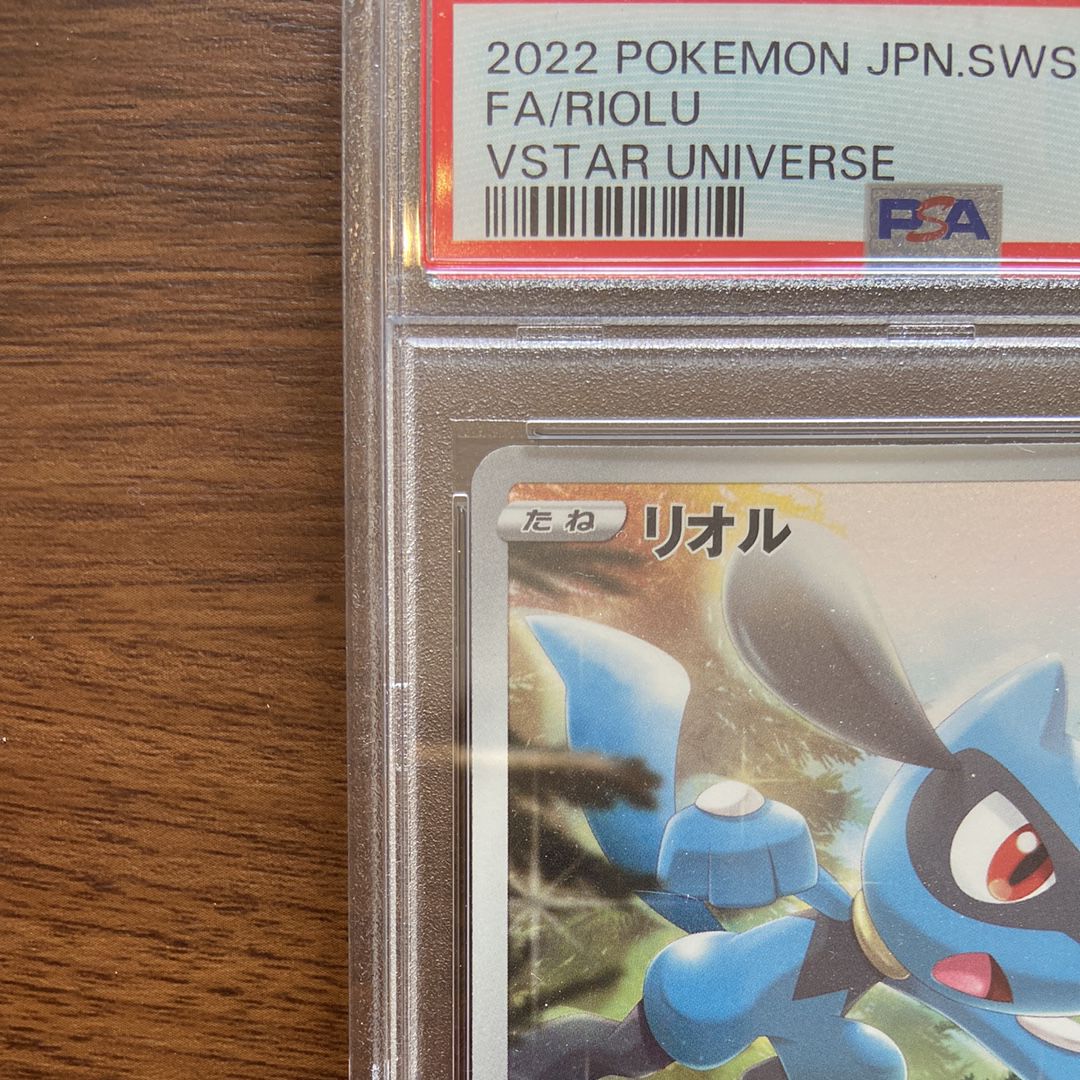 2022 POKEMON JPN.SWS
FA/RIOLU
VSTAR UNIVERSE
PSA
たね リオル